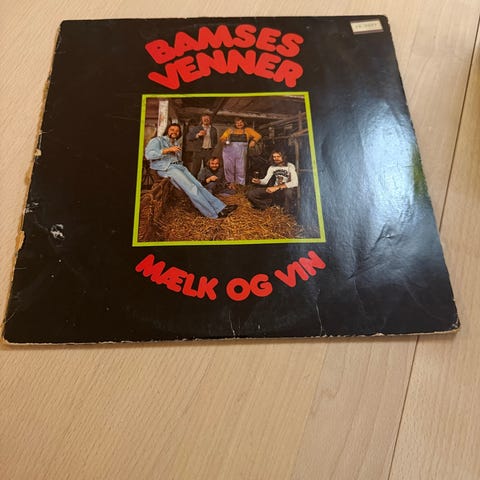 BAMSES
VENNER
MÆLK OG VIN